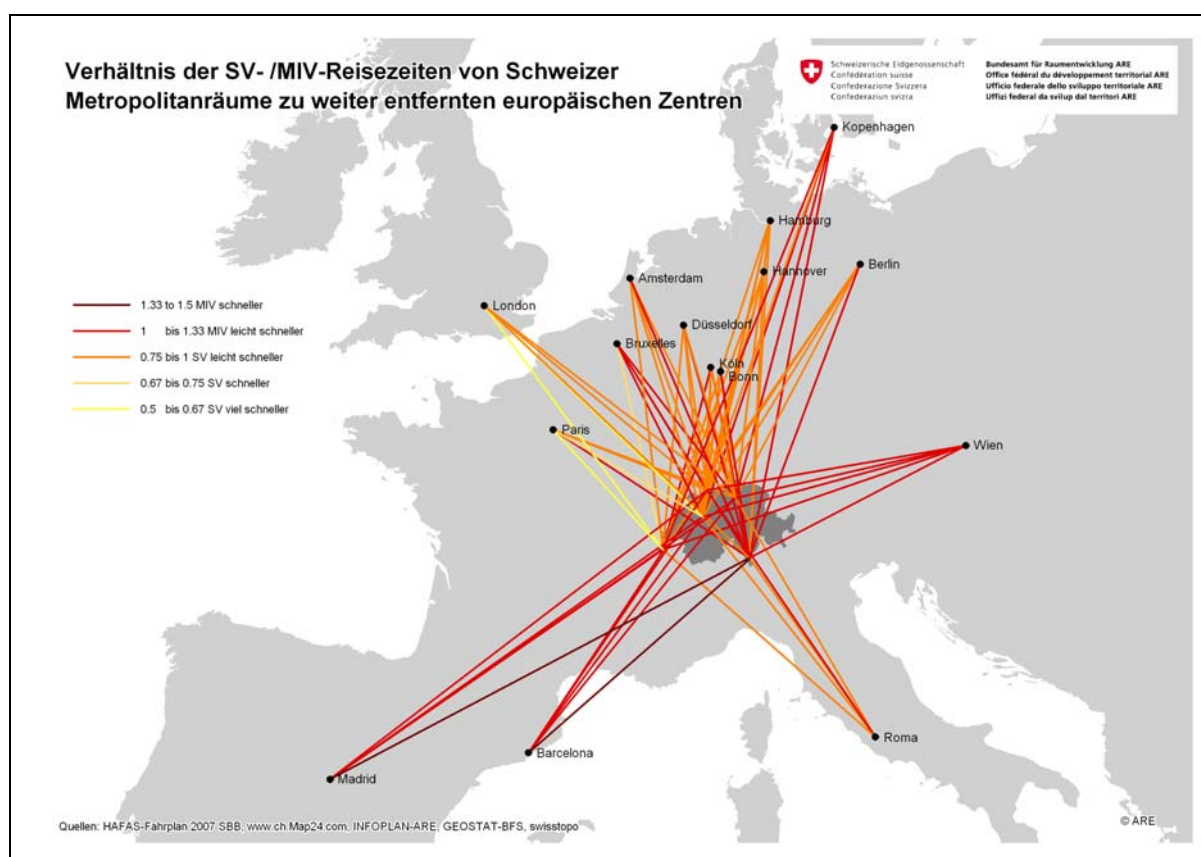 Verhältnis der SV- /MIV-Reisezeiten von Schweizer
Metropolitanräume zu weiter entfernten europäischen Zentren
Schweizerische Eidgenossenschaft
Confédération suisse
Confederazione Svizzera
Confederaziun svizra
Bundesamt für Raumentwicklung ARE
Office fédéral du développement territorial ARE
Ufficio federale dello sviluppo territoriale ARE
Uffizi federal da svilup dal territori ARE
Kopenhagen
Hamburg
Berlin
Hannover
Amsterdam
London
Düsseldorf
Bruxelles
Köln
Bonn
Paris
Wien
1.33 to 1.5 MIV schneller
1 bis 1.33 MIV leicht schneller
0.75 bis 1 SV leicht schneller
0.67 bis 0.75 SV schneller
0.5 bis 0.67 SV viel schneller
Roma
Barcelona
Madrid
Quellen: HAFAS-Fahrplan 2007 SBB, www.ch.Map24.com, INFOPLAN-ARE, GEOSTAT-BFS, swisstopo
© ARE